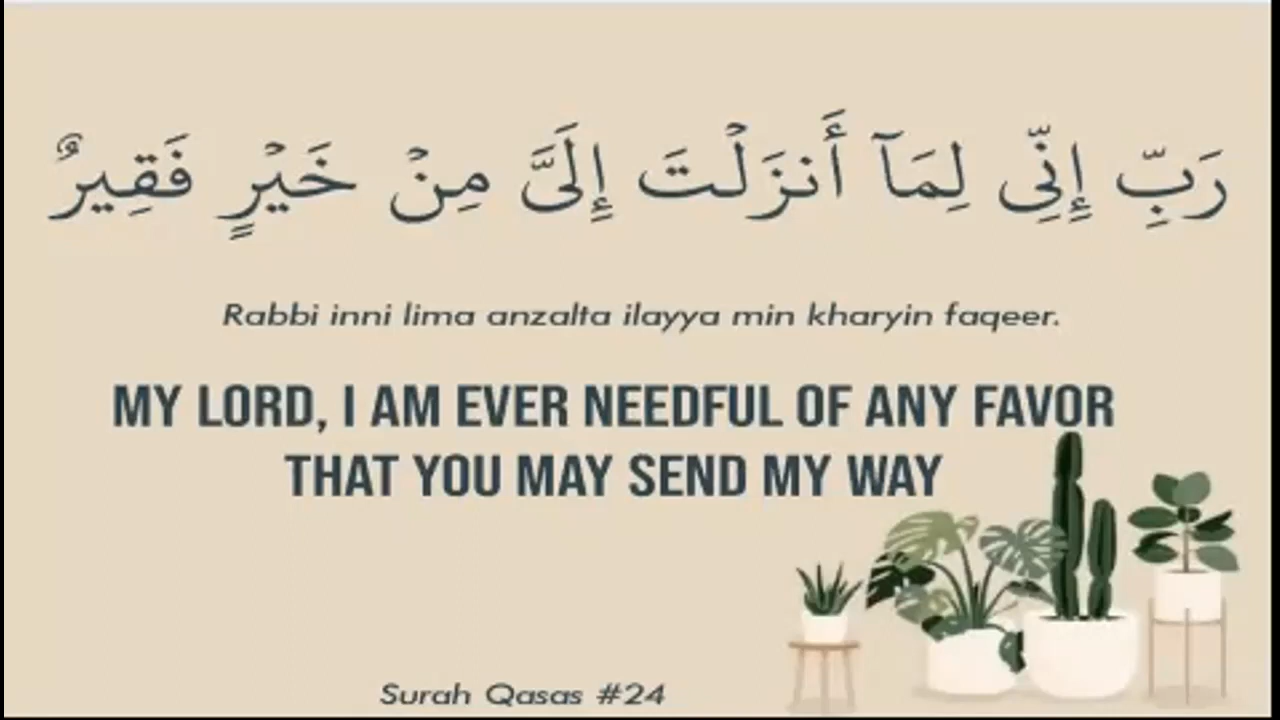 رَبِّ إِنِّى لِمَآ أَنزَلْتَ إِلَىَّ مِنْ خَيْرٍ فَقِيرٌ
Rabbi inni lima anzalta ilayya min kharyin faqeer.
MY LORD, I AM EVER NEEDFUL OF ANY FAVOR
THAT YOU MAY SEND MY WAY
Surah Qasas #24